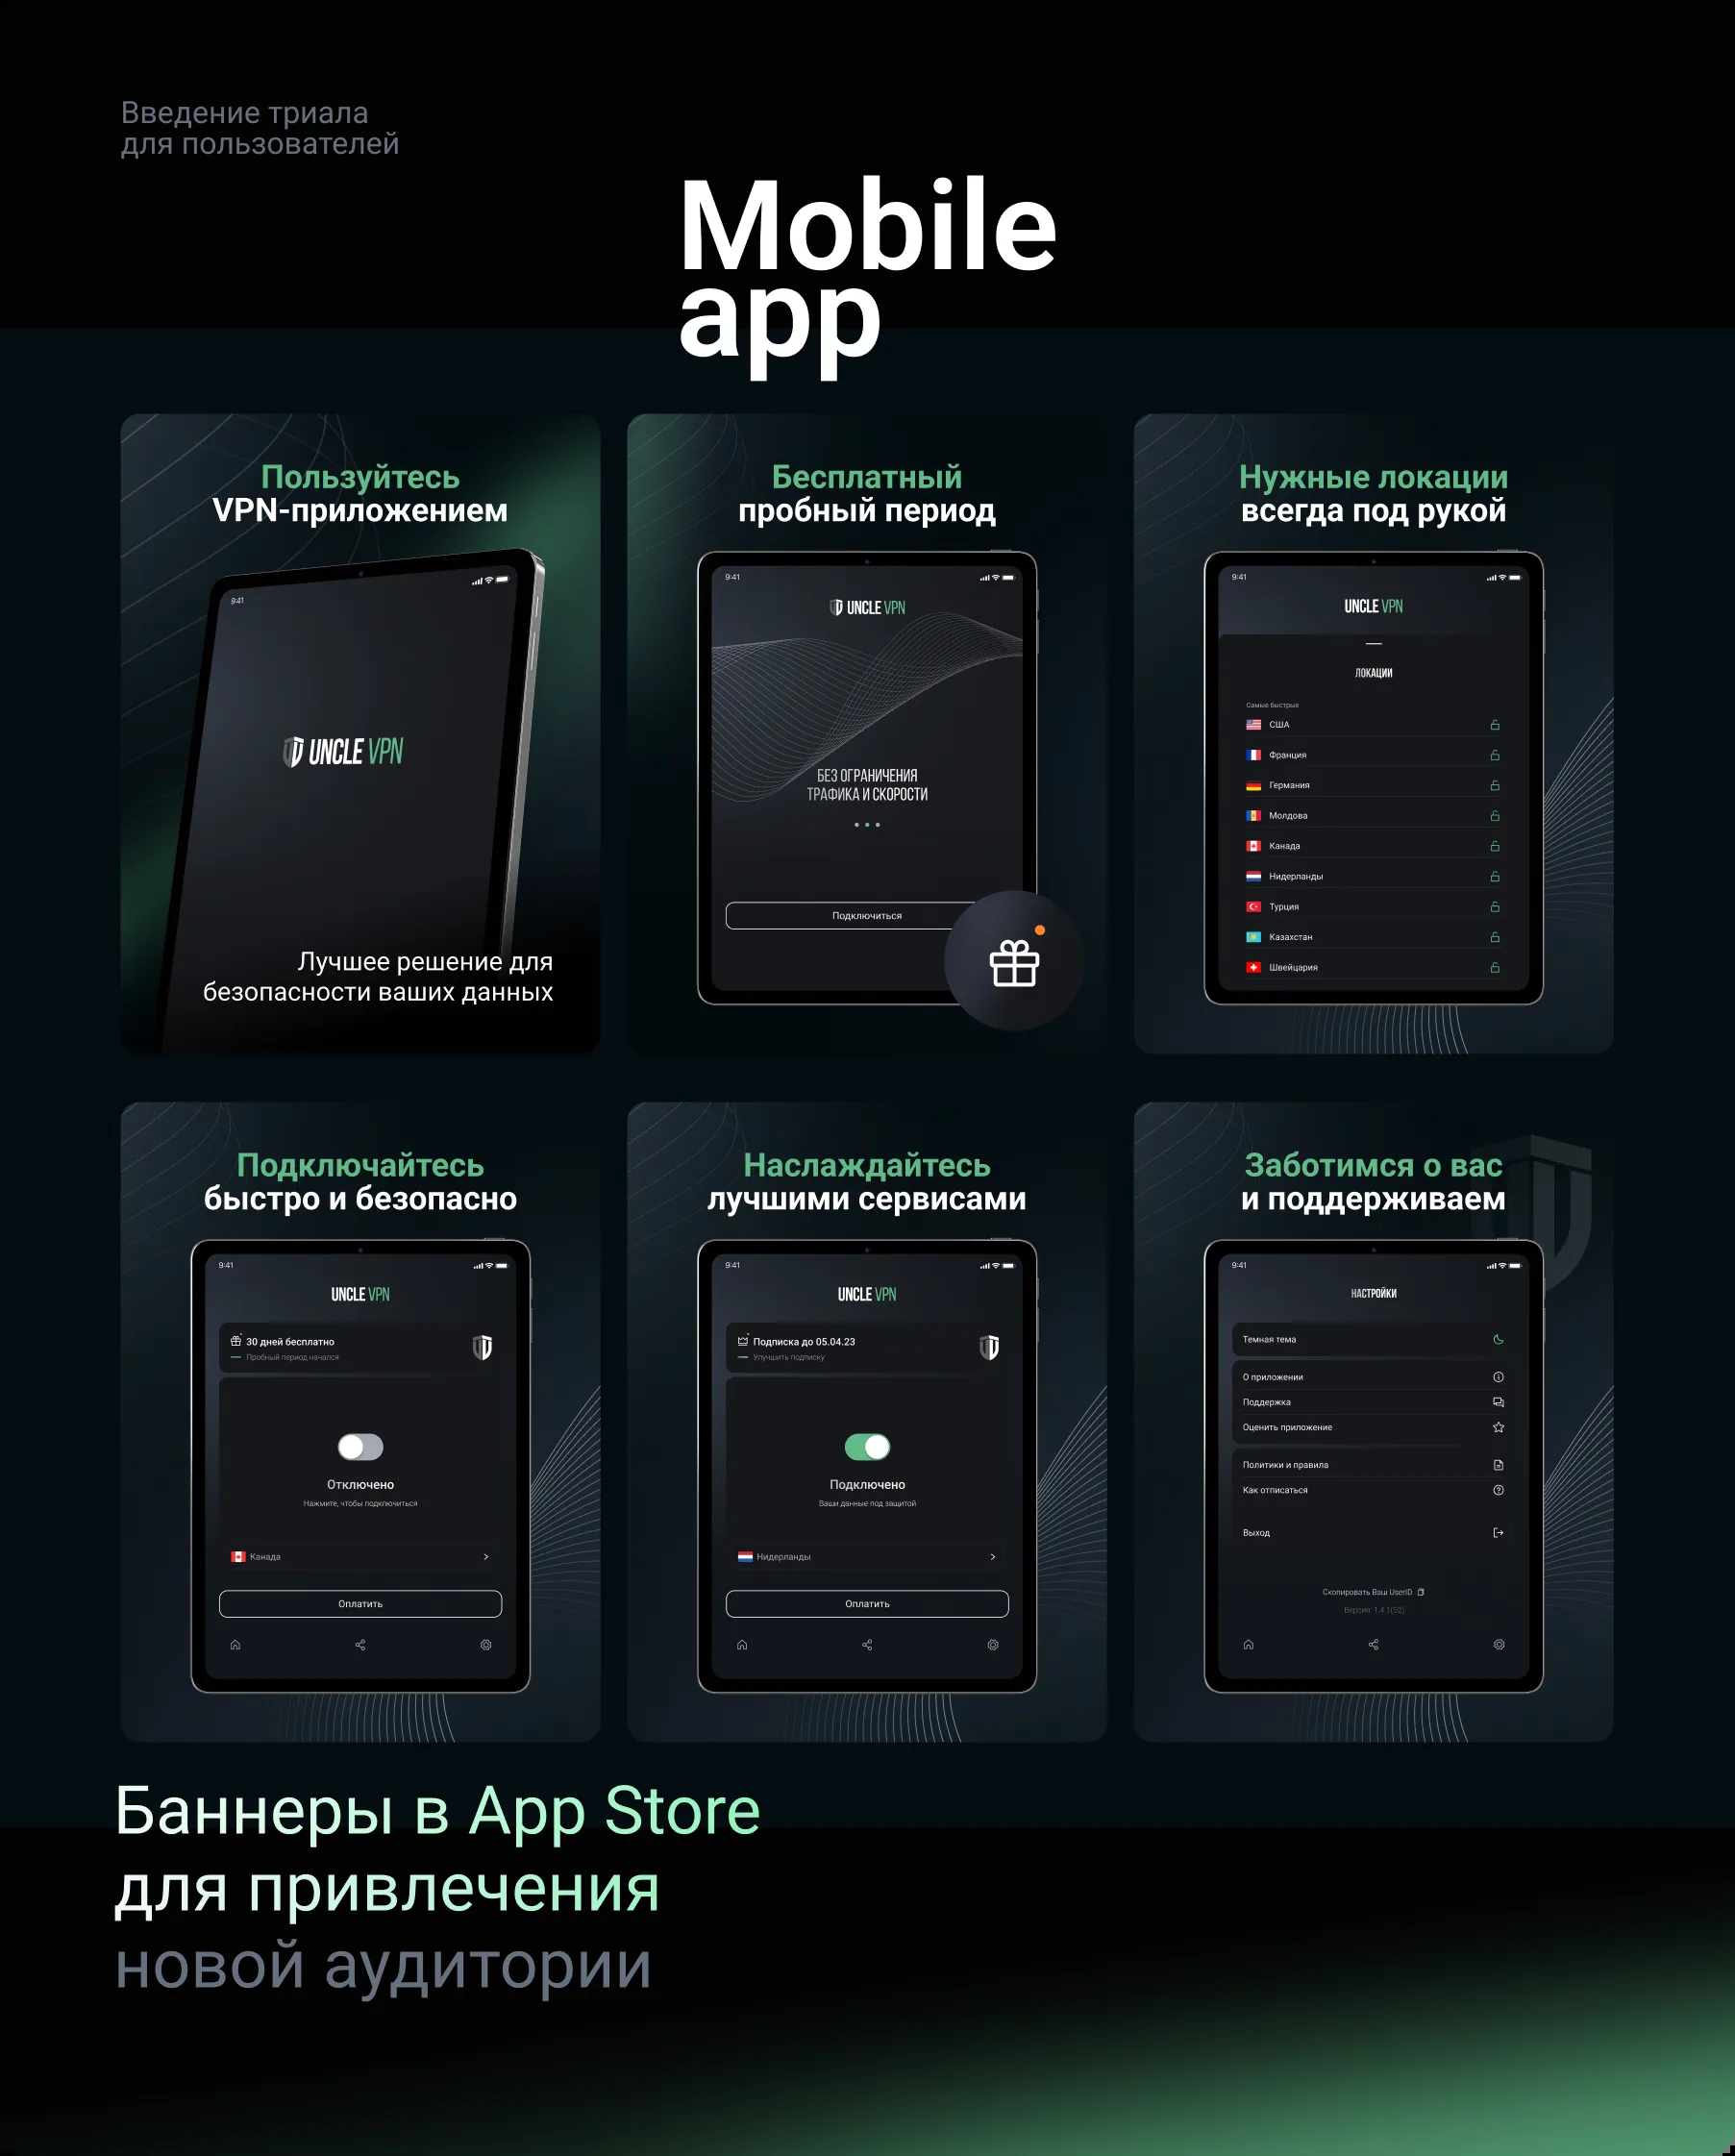 Введение триала
для пользователей
Mobile
app
Пользуйтесь
VPN-приложением
9:41
UNCLE VPN
Лучшее решение для
безопасности ваших данных
Бесплатный
пробный период
9:41
UNCLE VPN
БЕЗ ОГРАНИЧЕНИЯ
ТРАФИКА И СКОРОСТИ
Подключиться
Нужные локации
всегда под рукой
9:41
UNCLE VPN
ЛОКАЦИИ
Самые быстрые
США
Франция
Германия
Молдова
Канада
Нидерланды
Турция
Казахстан
Швейцария
Подключайтесь
быстро и безопасно
9:41
UNCLE VPN
30 дней бесплатно
Пробный период начался
Отключено
Нажмите, чтобы подключиться
Канада
Оплатить
Наслаждайтесь
лучшими сервисами
9:41
UNCLE VPN
Подписка до 05.04.23
Улучшить подписку
Подключено
Ваши данные под защитой
Нидерланды
Оплатить
Заботимся о вас
и поддерживаем
9:41
НАСТРОЙКИ
Темная тема
О приложении
Поддержка
Оценить приложение
Политики и правила
Как отписаться
Выход
Скопировать Ваш UserID
Версия: 1.4.1(52)
Баннеры в App Store
для привлечения
новой аудитории